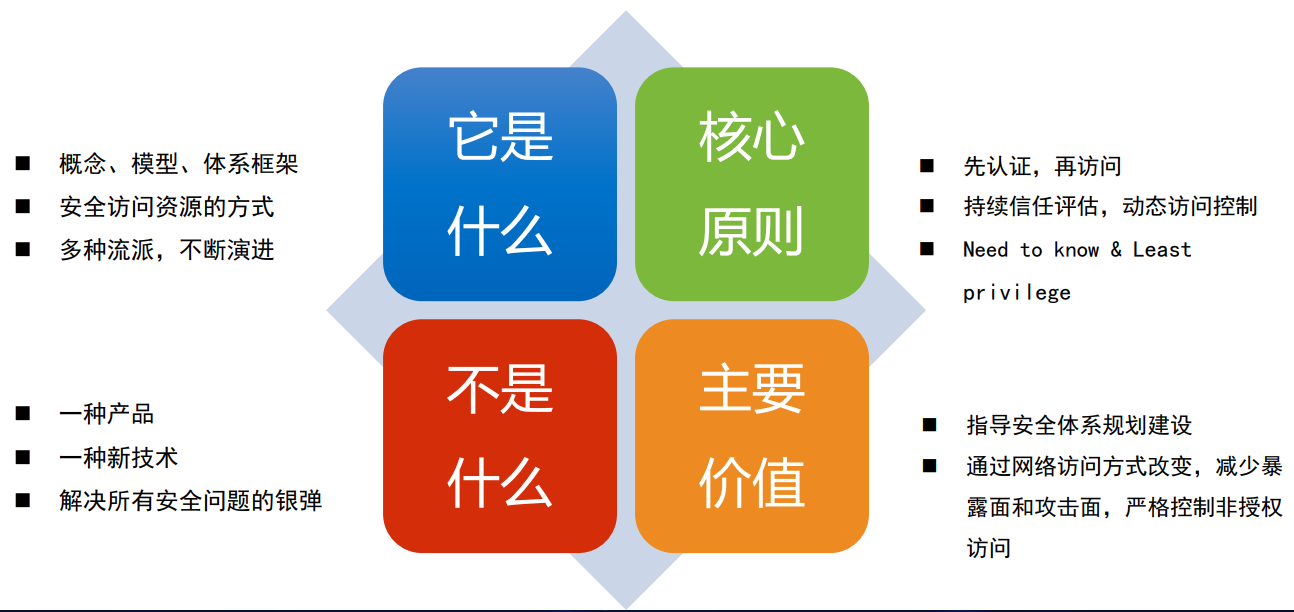 它是
什么
概念、模型、体系框架
安全访问资源的方式
多种流派，不断演进
核心
原则
先认证，再访问
持续信任评估，动态访问控制
Need to know & Least
privilege
不是
什么
一种产品
一种新技术
解决所有安全问题的银弹
主要
价值
指导安全体系规划建设
通过网络访问方式改变，减少暴
露面和攻击面，严格控制非授权
访问